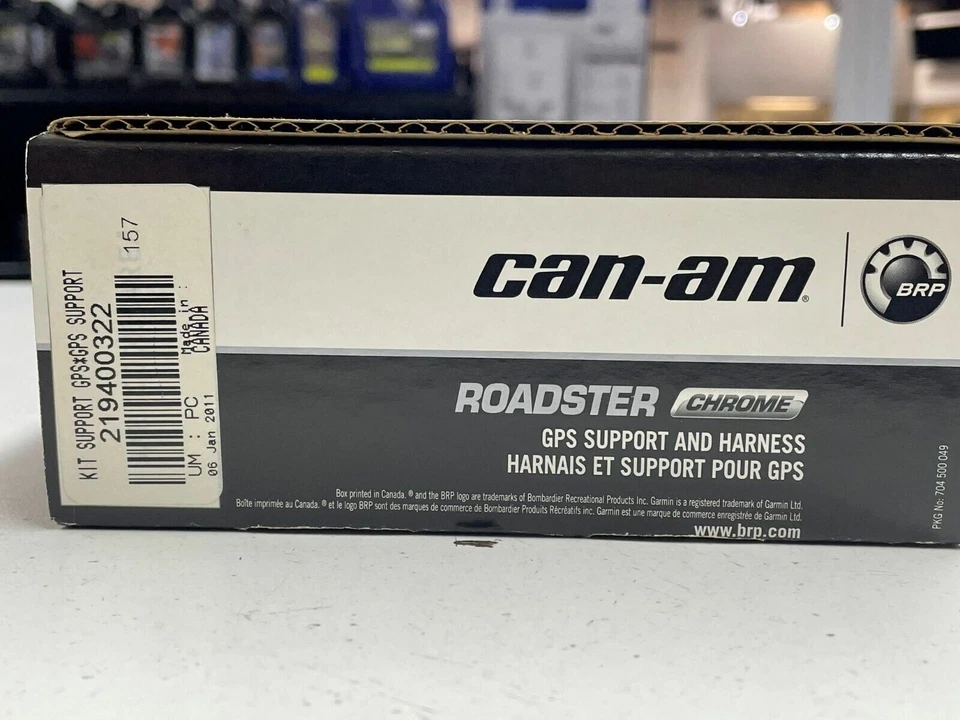 KIT SUPPORT GPS*GPS SUPPORT
219400322
157
UM : PC
Made in :
CANADA
06 Jan 2011
can-am®
BRP
ROADSTER CHROME
GPS SUPPORT AND HARNESS
HARNAIS ET SUPPORT POUR GPS
Box printed in Canada. ® and the BRP logo are trademarks of Bombardier Recreational Products Inc. Garmin is a registered trademark of Garmin Ltd.
Boîte imprimée au Canada. ® et le logo BRP sont des marques de commerce de Bombardier Produits Récréatifs inc. Garmin est une marque de commerce enregistrée de Garmin Ltd.
www.brp.com
PKG No: 704 500 049